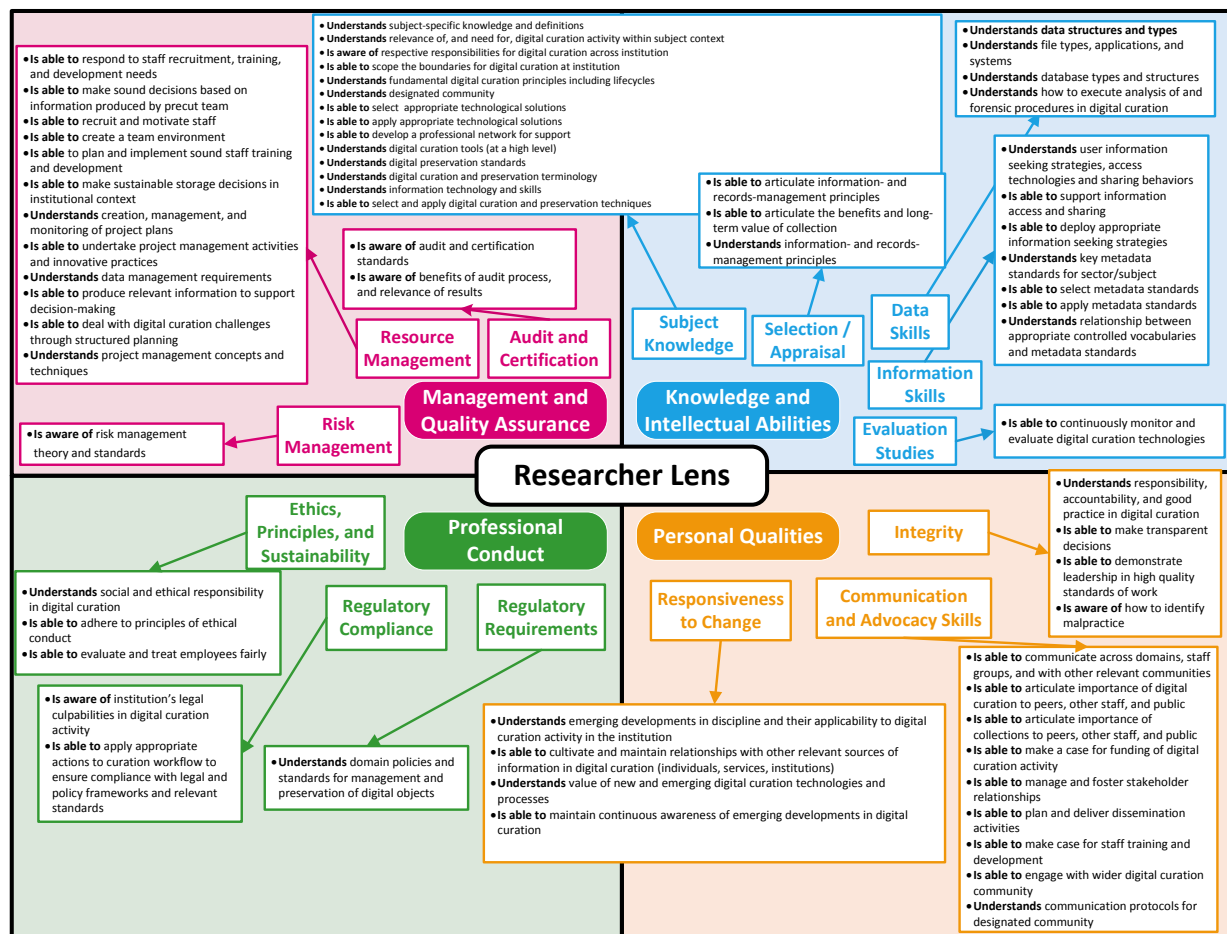 • Is able to respond to staff recruitment, training,
and development needs
• Is able to make sound decisions based on
information produced by precut team
• Is able to recruit and motivate staff
• Is able to create a team environment
• Is able to plan and implement sound staff training
and development
• Is able to make sustainable storage decisions in
institutional context
• Understands creation, management, and
monitoring of project plans
• Is able to undertake project management activities
and innovative practices
• Understands data management requirements
• Is able to produce relevant information to support
decision-making
• Is able to deal with digital curation challenges
through structured planning
• Understands project management concepts and
techniques
• Understands subject-specific knowledge and definitions
• Understands relevance of, and need for, digital curation activity within subject context
• Is aware of respective responsibilities for digital curation across institution
• Is able to scope the boundaries for digital curation at institution
• Understands fundamental digital curation principles including lifecycles
• Understands designated community
• Is able to select appropriate technological solutions
• Is able to apply appropriate technological solutions
• Is able to develop a professional network for support
• Understands digital curation tools (at a high level)
• Understands digital preservation standards
• Understands digital curation and preservation terminology
• Understands information technology and skills
• Is able to select and apply digital curation and preservation techniques
• Understands data structures and types
• Understands file types, applications, and
systems
• Understands database types and structures
• Understands how to execute analysis of and
forensic procedures in digital curation
• Is able to articulate information- and
records-management principles
• Is able to articulate the benefits and long-
term value of collection
• Understands information- and records-
management principles
• Understands user information
seeking strategies, access
technologies and sharing behaviors
• Is able to support information
access and sharing
• Is able to deploy appropriate
information seeking strategies
• Understands key metadata
standards for sector/subject
• Is able to select metadata standards
• Is able to apply metadata standards
• Understands relationship between
appropriate controlled vocabularies
and metadata standards
• Is aware of audit and certification
standards
• Is aware of benefits of audit process,
and relevance of results
Resource
Management
Audit and
Certification
Subject
Knowledge
Selection /
Appraisal
Data
Skills
Information
Skills
Management and
Quality Assurance
Knowledge and
Intellectual Abilities
Risk
Management
• Is aware of risk management
theory and standards
Evaluation
Studies
• Is able to continuously monitor and
evaluate digital curation technologies
Researcher Lens
Ethics,
Principles, and
Sustainability
Professional
Conduct
Personal Qualities
Integrity
• Understands responsibility,
accountability, and good
practice in digital curation
• Is able to make transparent
decisions
• Is able to demonstrate
leadership in high quality
standards of work
• Is aware of how to identify
malpractice
• Understands social and ethical responsibility
in digital curation
• Is able to adhere to principles of ethical
conduct
• Is able to evaluate and treat employees fairly
Regulatory
Compliance
Regulatory
Requirements
Responsiveness
to Change
Communication
and Advocacy Skills
• Is aware of institution's legal
culpabilities in digital curation
activity
• Is able to apply appropriate
actions to curation workflow to
ensure compliance with legal and
policy frameworks and relevant
standards
• Understands domain policies and
standards for management and
preservation of digital objects
• Understands emerging developments in discipline and their applicability to digital
curation activity in the institution
• Is able to cultivate and maintain relationships with other relevant sources of
information in digital curation (individuals, services, institutions)
• Understands value of new and emerging digital curation technologies and
processes
• Is able to maintain continuous awareness of emerging developments in digital
curation
• Is able to communicate across domains, staff
groups, and with other relevant communities
• Is able to articulate importance of digital
curation to peers, other staff, and public
• Is able to articulate importance of
collections to peers, other staff, and public
• Is able to make a case for funding of digital
curation activity
• Is able to manage and foster stakeholder
relationships
• Is able to plan and deliver dissemination
activities
• Is able to make case for staff training and
development
• Is able to engage with wider digital curation
community
• Understands communication protocols for
designated community